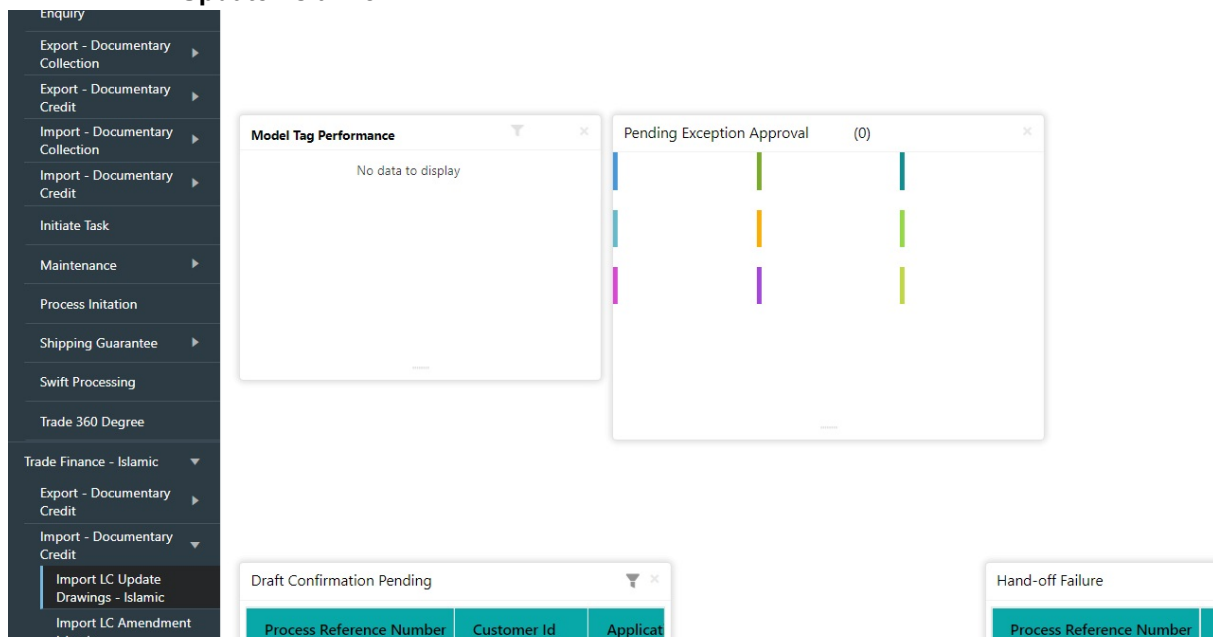 Enquiry
Export - Documentary
Collection
Export - Documentary
Credit
Import - Documentary
Collection
Import - Documentary
Credit
Initiate Task
Maintenance
Process Initation
Shipping Guarantee
Swift Processing
Trade 360 Degree
Trade Finance - Islamic
Export - Documentary
Credit
Import - Documentary
Credit
Import LC Update
Drawings - Islamic
Import LC Amendment
Model Tag Performance
No data to display
Pending Exception Approval (0)
Draft Confirmation Pending
Process Reference Number Customer Id Applicat
Hand-off Failure
Process Reference Number